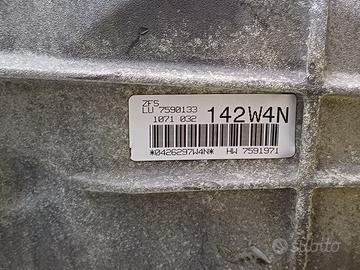 ZFS
LU 7590133
1071 032 142W4N
*0426297W4N* HW 7591971
subito